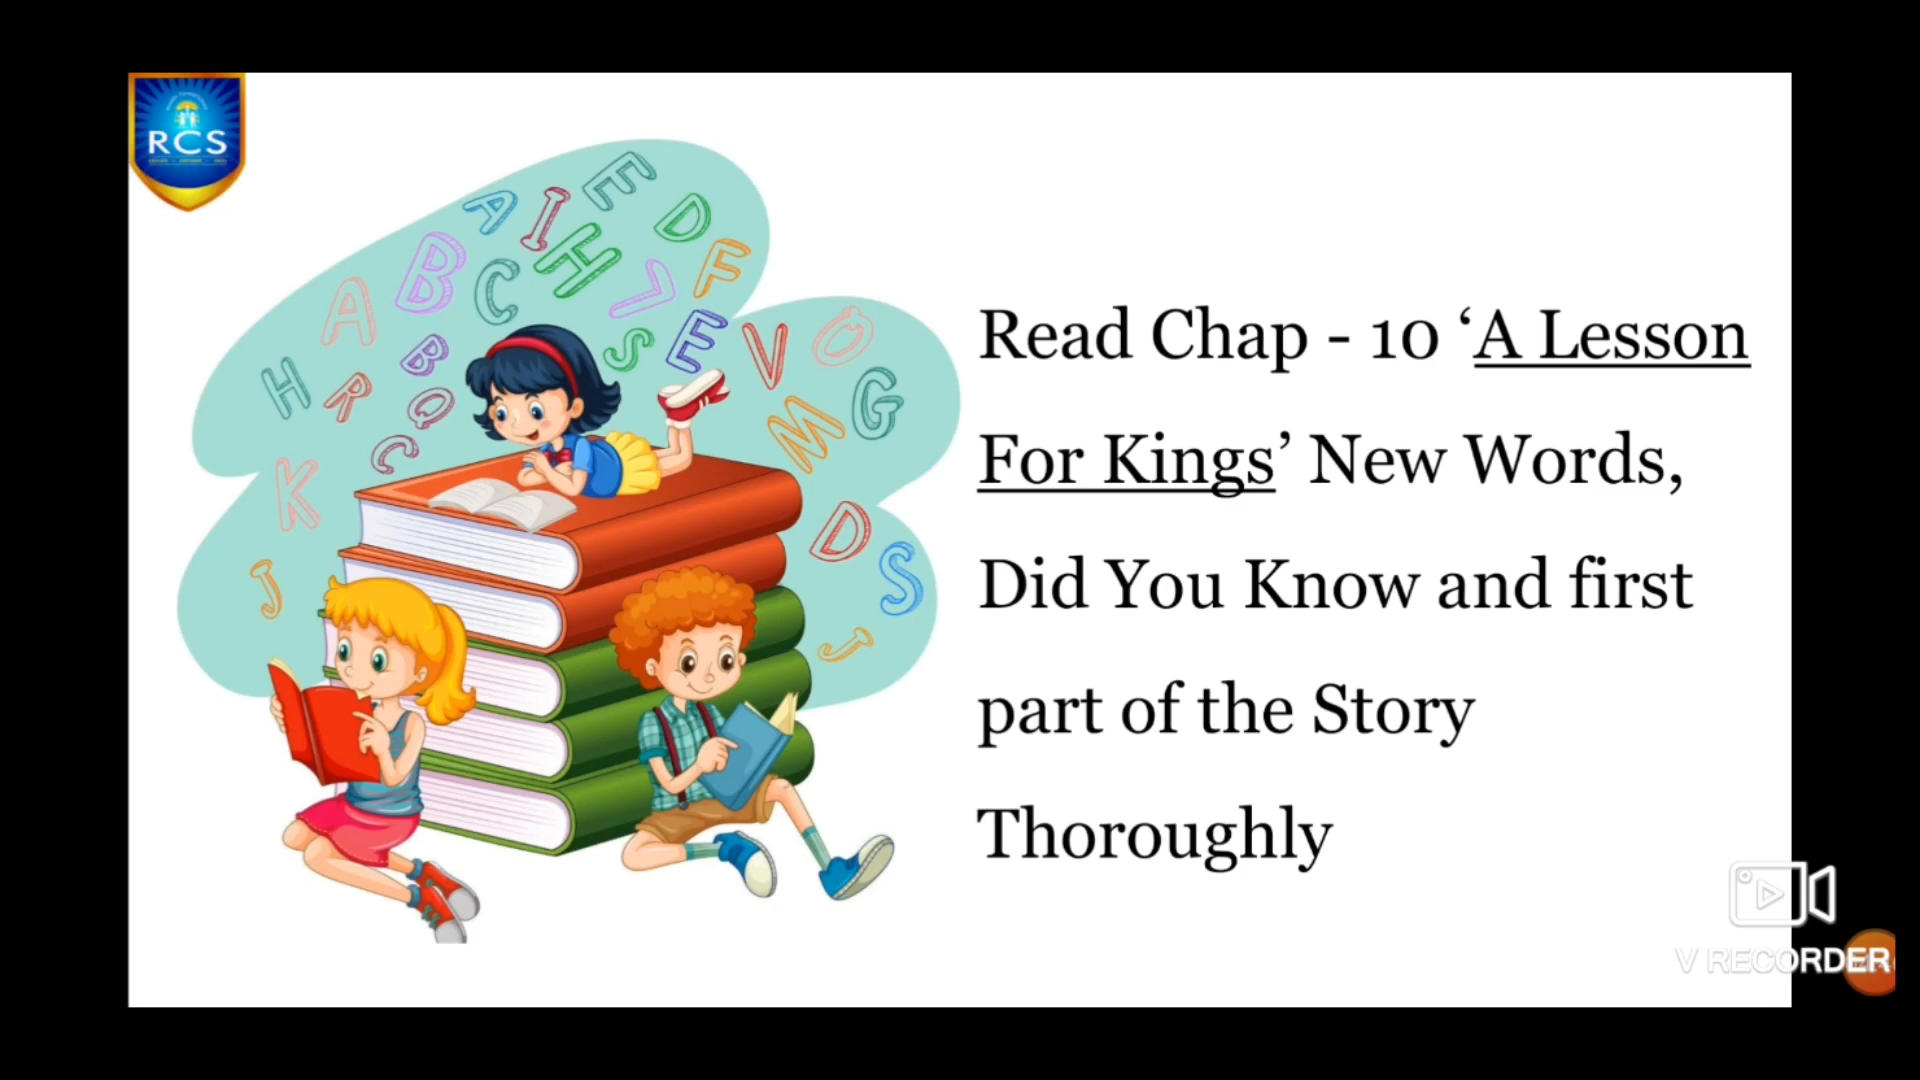 RCS
A I E D
B C H L F
A S E V O
H R B Q M G
C
K D S
J J
Read Chap - 10 ‘A Lesson
For Kings’ New Words,
Did You Know and first
part of the Story
Thoroughly
V RECORDER